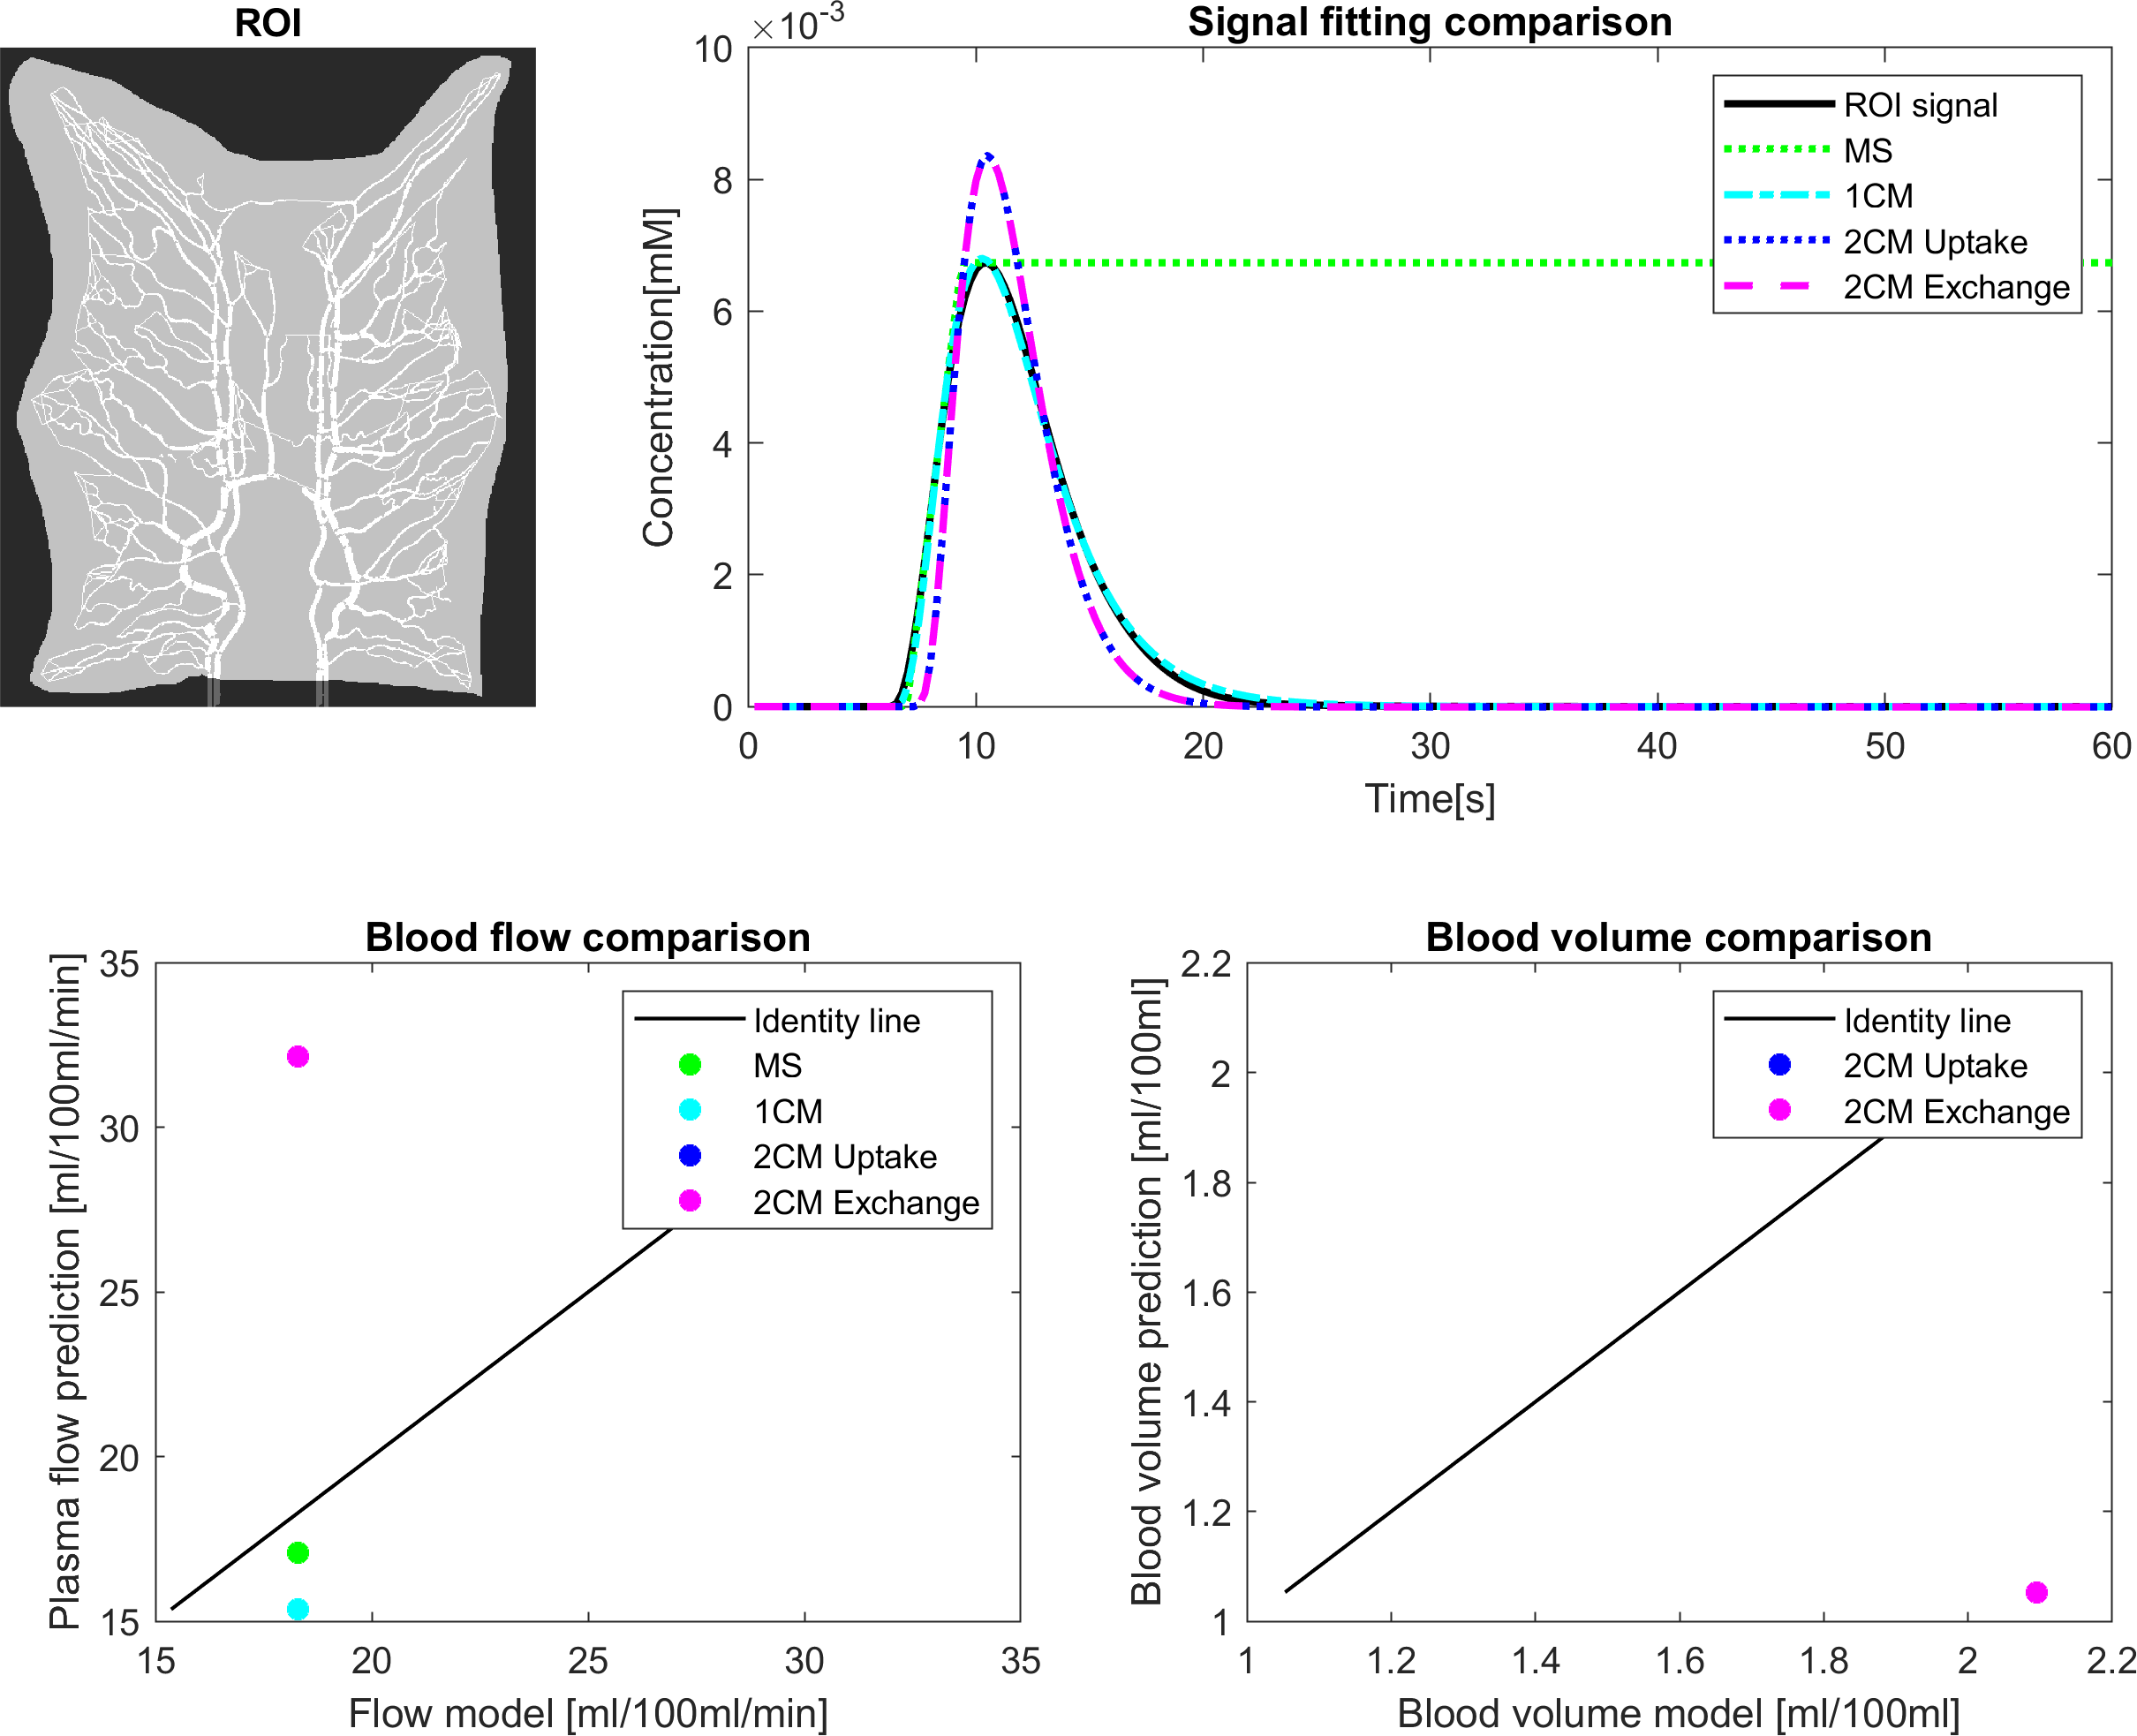 ROI
Signal fitting comparison
×10-3
10
8
6
4
2
0
Concentration[mM]
0 10 20 30 40 50 60
Time[s]
ROI signal
MS
1CM
2CM Uptake
2CM Exchange
Blood flow comparison
35
30
25
20
15
Plasma flow prediction [ml/100ml/min]
15 20 25 30 35
Flow model [ml/100ml/min]
Identity line
MS
1CM
2CM Uptake
2CM Exchange
Blood volume comparison
2.2
2
1.8
1.6
1.4
1.2
1
Blood volume prediction [ml/100ml]
1 1.2 1.4 1.6 1.8 2 2.2
Blood volume model [ml/100ml]
Identity line
2CM Uptake
2CM Exchange